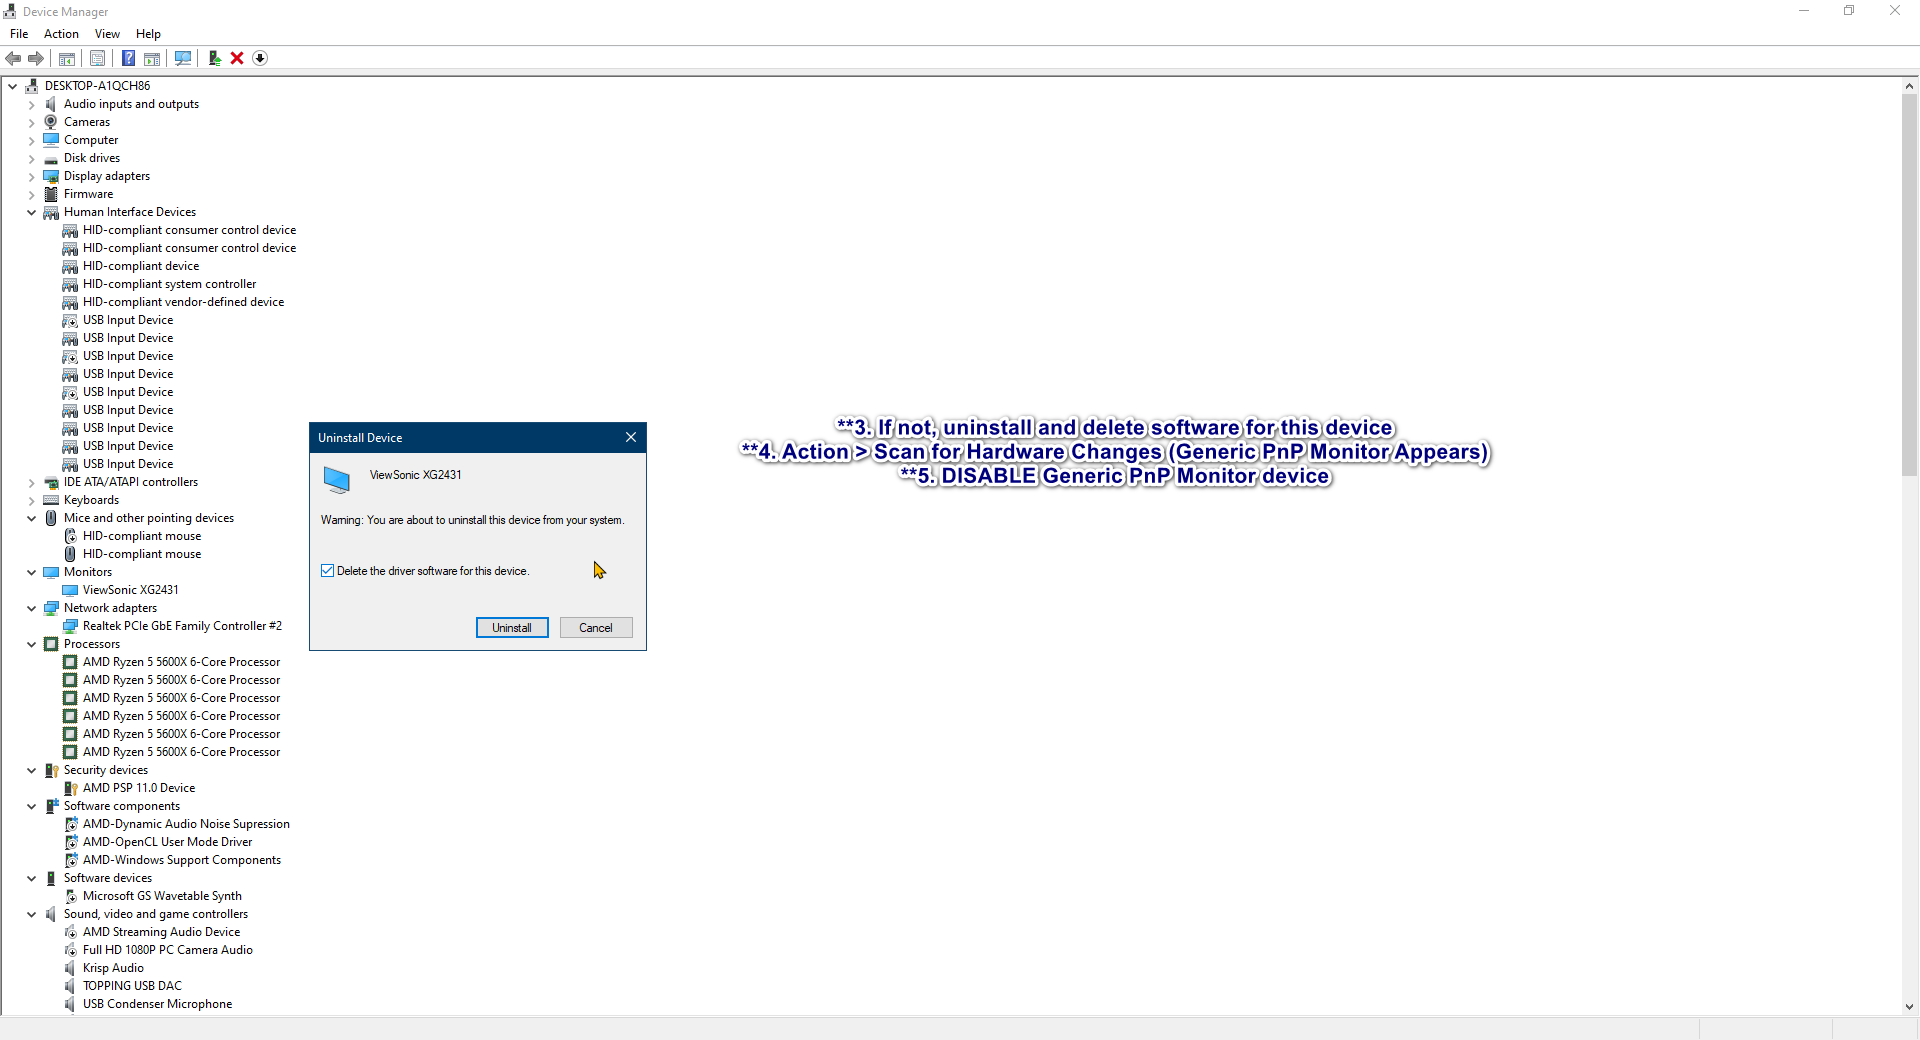 Device Manager
File Action View Help
DESKTOP-A1QCH86
Audio inputs and outputs
Cameras
Computer
Disk drives
Display adapters
Firmware
Human Interface Devices
HID-compliant consumer control device
HID-compliant consumer control device
HID-compliant device
HID-compliant system controller
HID-compliant vendor-defined device
USB Input Device
USB Input Device
USB Input Device
USB Input Device
USB Input Device
USB Input Device
USB Input Device
USB Input Device
USB Input Device
IDE ATA/ATAPI controllers
Keyboards
Mice and other pointing devices
HID-compliant mouse
HID-compliant mouse
Monitors
ViewSonic XG2431
Network adapters
Realtek PCIe GbE Family Controller #2
Processors
AMD Ryzen 5 5600X 6-Core Processor
AMD Ryzen 5 5600X 6-Core Processor
AMD Ryzen 5 5600X 6-Core Processor
AMD Ryzen 5 5600X 6-Core Processor
AMD Ryzen 5 5600X 6-Core Processor
AMD Ryzen 5 5600X 6-Core Processor
Security devices
AMD PSP 11.0 Device
Software components
AMD-Dynamic Audio Noise Supression
AMD-OpenCL User Mode Driver
AMD-Windows Support Components
Software devices
Microsoft GS Wavetable Synth
Sound, video and game controllers
AMD Streaming Audio Device
Full HD 1080P PC Camera Audio
Krisp Audio
TOPPING USB DAC
USB Condenser Microphone
Uninstall Device
ViewSonic XG2431
Warning: You are about to uninstall this device from your system.
Delete the driver software for this device.
Uninstall Cancel
**3. If not, uninstall and delete software for this device
**4. Action > Scan for Hardware Changes (Generic PnP Monitor Appears)
**5. DISABLE Generic PnP Monitor device